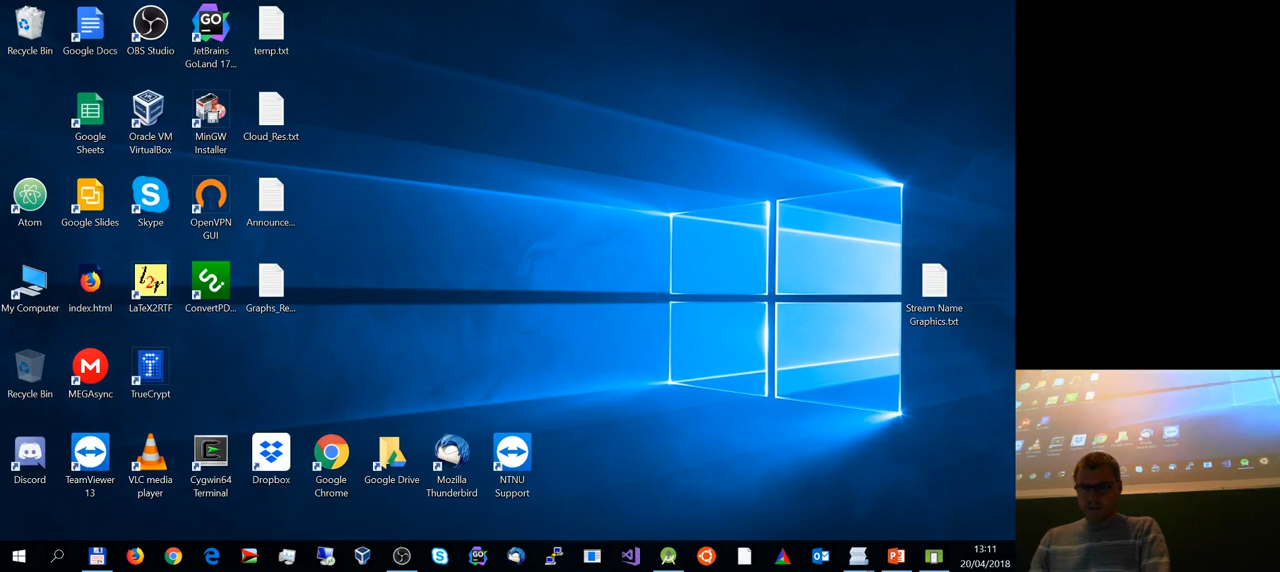 Recycle Bin
Google Docs
OBS Studio
GO
JetBrains
GoLand 17...
temp.txt
Google
Sheets
Oracle VM
VirtualBox
MinGW
Installer
Cloud_Res.txt
Atom
Google Slides
Skype
OpenVPN
GUI
Announce...
My Computer
index.html
l2r
LaTeX2RTF
ConvertPD...
Graphs_Re...
Stream Name
Graphics.txt
Recycle Bin
MEGAsync
TrueCrypt
Discord
TeamViewer
13
VLC media
player
Cygwin64
Terminal
Dropbox
Google
Chrome
Google Drive
Mozilla
Thunderbird
NTNU
Support
13:11
20/04/2018